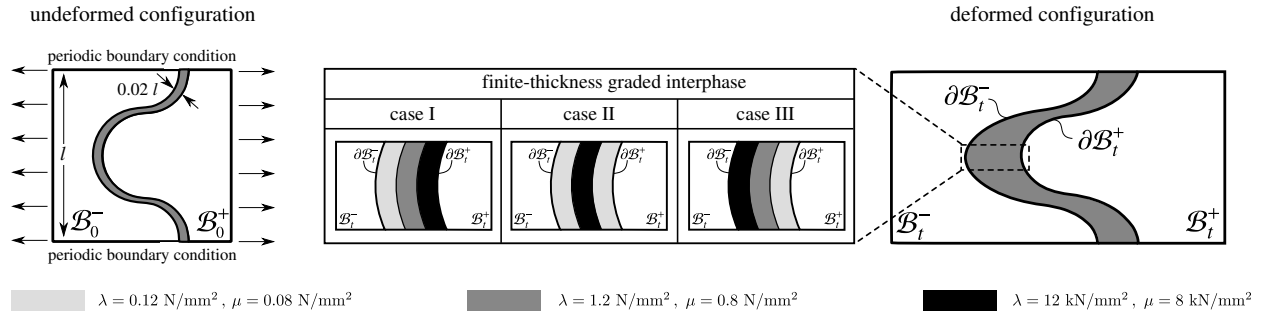 undeformed configuration
deformed configuration
periodic boundary condition
0.02 l
l
ℬ₀⁻
ℬ₀⁺
periodic boundary condition
finite-thickness graded interphase
case I
case II
case III
∂ℬₜ⁻
∂ℬₜ⁺
ℬₜ⁻
ℬₜ⁺
∂ℬₜ⁻
∂ℬₜ⁺
ℬₜ⁻
ℬₜ⁺
∂ℬₜ⁻
∂ℬₜ⁺
ℬₜ⁻
ℬₜ⁺
∂ℬₜ⁻
∂ℬₜ⁺
ℬₜ⁻
ℬₜ⁺
λ = 0.12 N/mm² , μ = 0.08 N/mm²
λ = 1.2 N/mm² , μ = 0.8 N/mm²
λ = 12 kN/mm² , μ = 8 kN/mm²